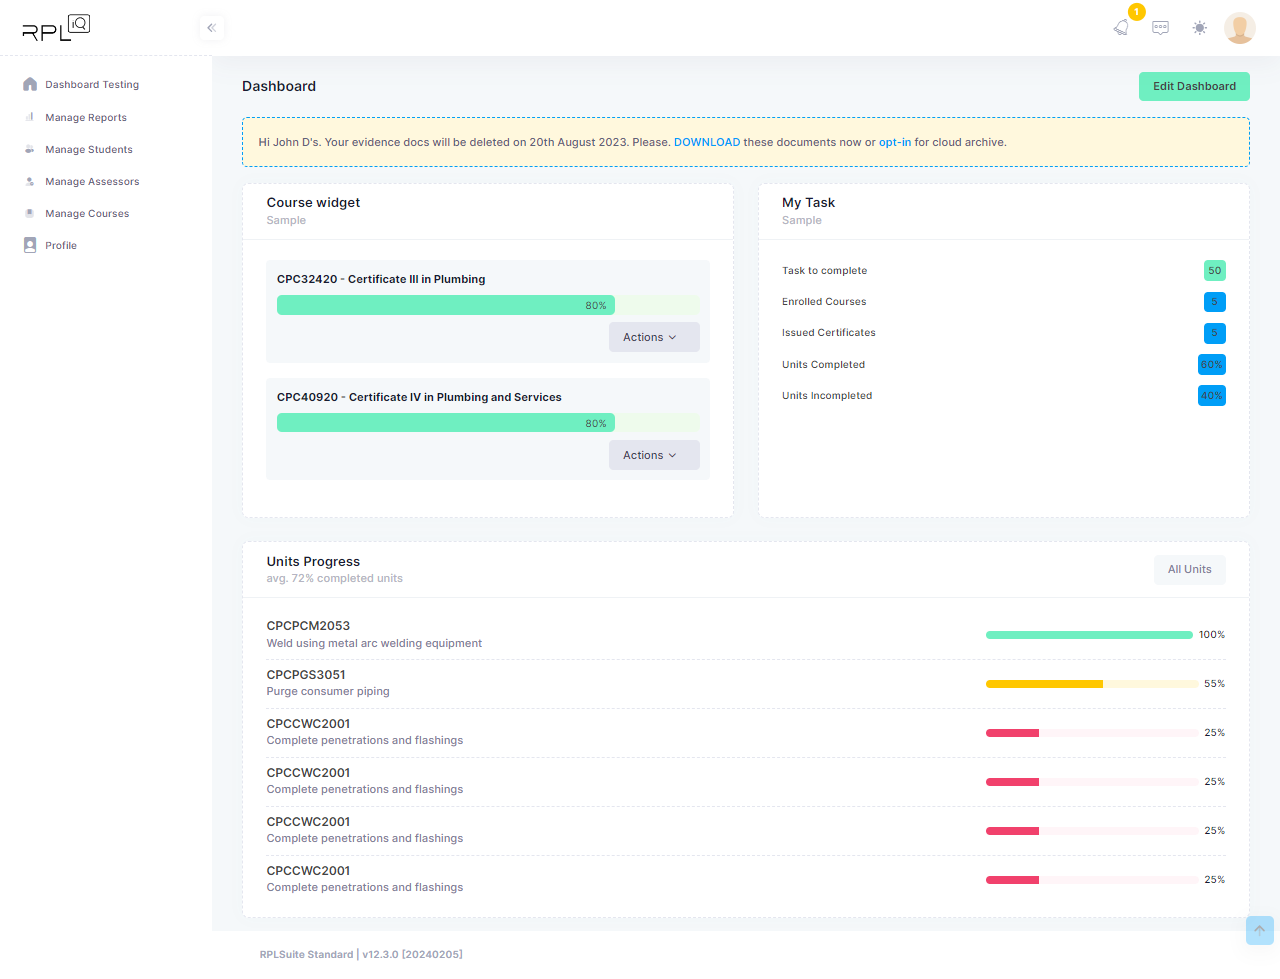 RPL iQ
1
Dashboard Testing
Manage Reports
Manage Students
Manage Assessors
Manage Courses
Profile
Dashboard
Edit Dashboard
Hi John D's. Your evidence docs will be deleted on 20th August 2023. Please. DOWNLOAD these documents now or opt-in for cloud archive.
Course widget
Sample
CPC32420 - Certificate III in Plumbing
80%
Actions
CPC40920 - Certificate IV in Plumbing and Services
80%
Actions
My Task
Sample
Task to complete 50
Enrolled Courses 5
Issued Certificates 5
Units Completed 60%
Units Incompleted 40%
Units Progress
avg. 72% completed units
All Units
CPCPCM2053
Weld using metal arc welding equipment
100%
CPCPGS3051
Purge consumer piping
55%
CPCCWC2001
Complete penetrations and flashings
25%
CPCCWC2001
Complete penetrations and flashings
25%
CPCCWC2001
Complete penetrations and flashings
25%
CPCCWC2001
Complete penetrations and flashings
25%
RPLSuite Standard | v12.3.0 [20240205]